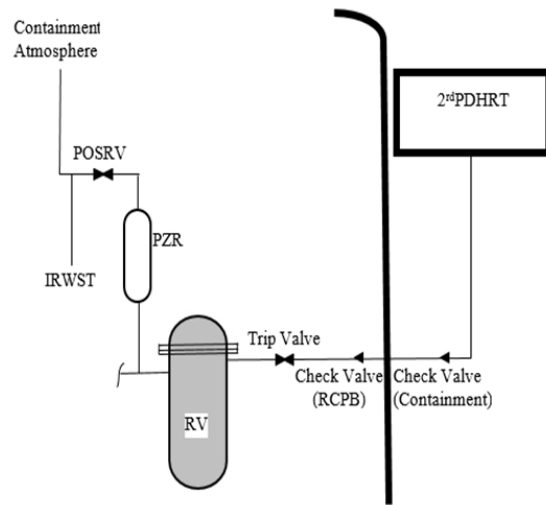 Containment
Atmosphere
2ʳᵈPDHRT
POSRV
PZR
IRWST
Trip Valve
Check Valve
(RCPB)
Check Valve
(Containment)
RV